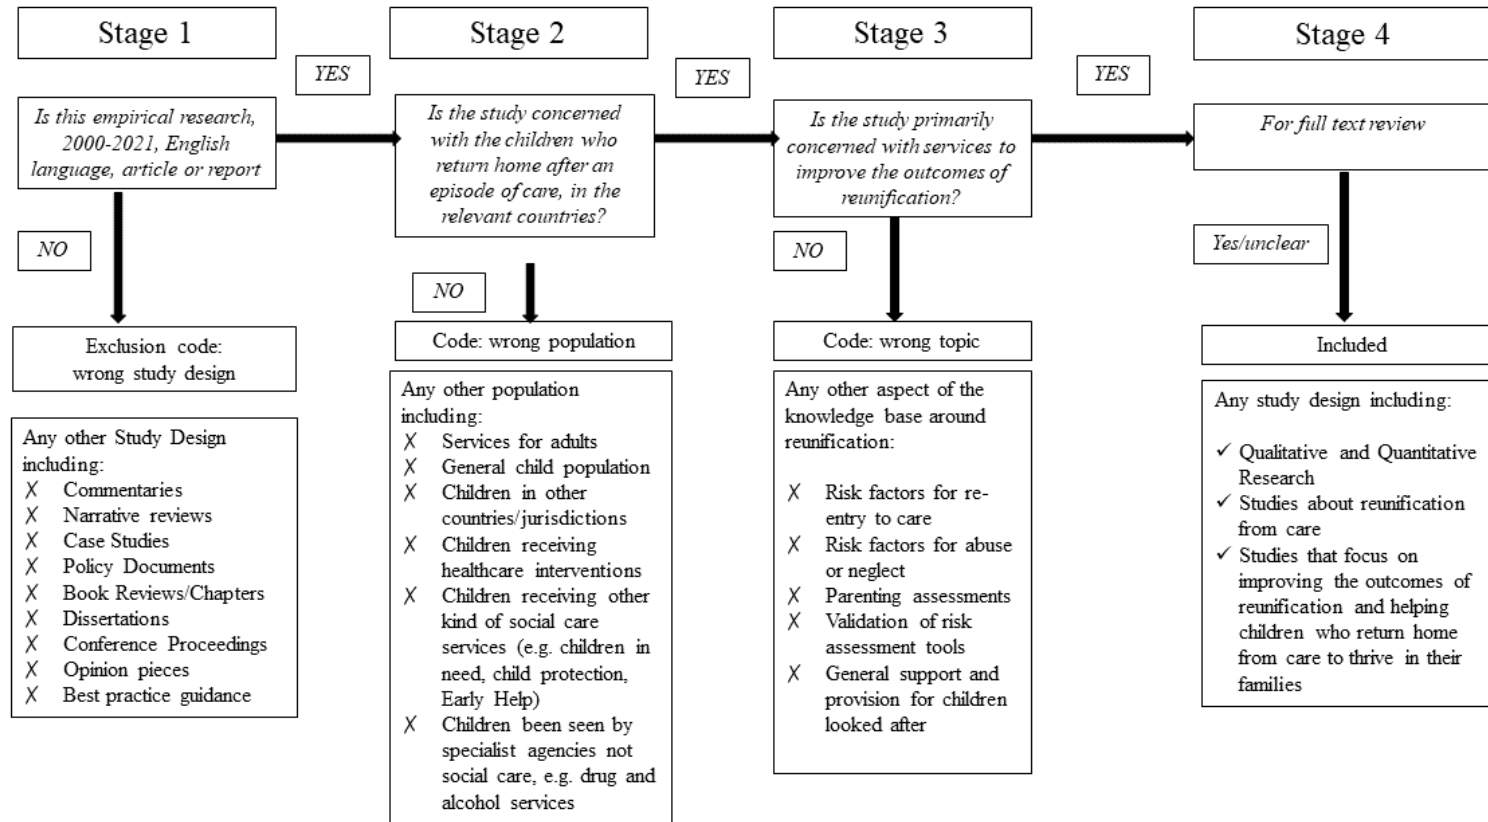 Stage 1
Stage 2
Stage 3
Stage 4
YES
YES
YES
Is this empirical research,
2000-2021, English
language, article or report
Is the study concerned
with the children who
return home after an
episode of care, in the
relevant countries?
Is the study primarily
concerned with services to
improve the outcomes of
reunification?
For full text review
NO
NO
NO
Yes/unclear
Exclusion code:
wrong study design
Code: wrong population
Code: wrong topic
Included
Any other Study Design
including:
✗ Commentaries
✗ Narrative reviews
✗ Case Studies
✗ Policy Documents
✗ Book Reviews/Chapters
✗ Dissertations
✗ Conference Proceedings
✗ Opinion pieces
✗ Best practice guidance
Any other population
including:
✗ Services for adults
✗ General child population
✗ Children in other
countries/jurisdictions
✗ Children receiving
healthcare interventions
✗ Children receiving other
kind of social care
services (e.g. children in
need, child protection,
Early Help)
✗ Children been seen by
specialist agencies not
social care, e.g. drug and
alcohol services
Any other aspect of the
knowledge base around
reunification:
✗ Risk factors for re-
entry to care
✗ Risk factors for abuse
or neglect
✗ Parenting assessments
✗ Validation of risk
assessment tools
✗ General support and
provision for children
looked after
Any study design including:
✓ Qualitative and Quantitative
Research
✓ Studies about reunification
from care
✓ Studies that focus on
improving the outcomes of
reunification and helping
children who return home
from care to thrive in their
families